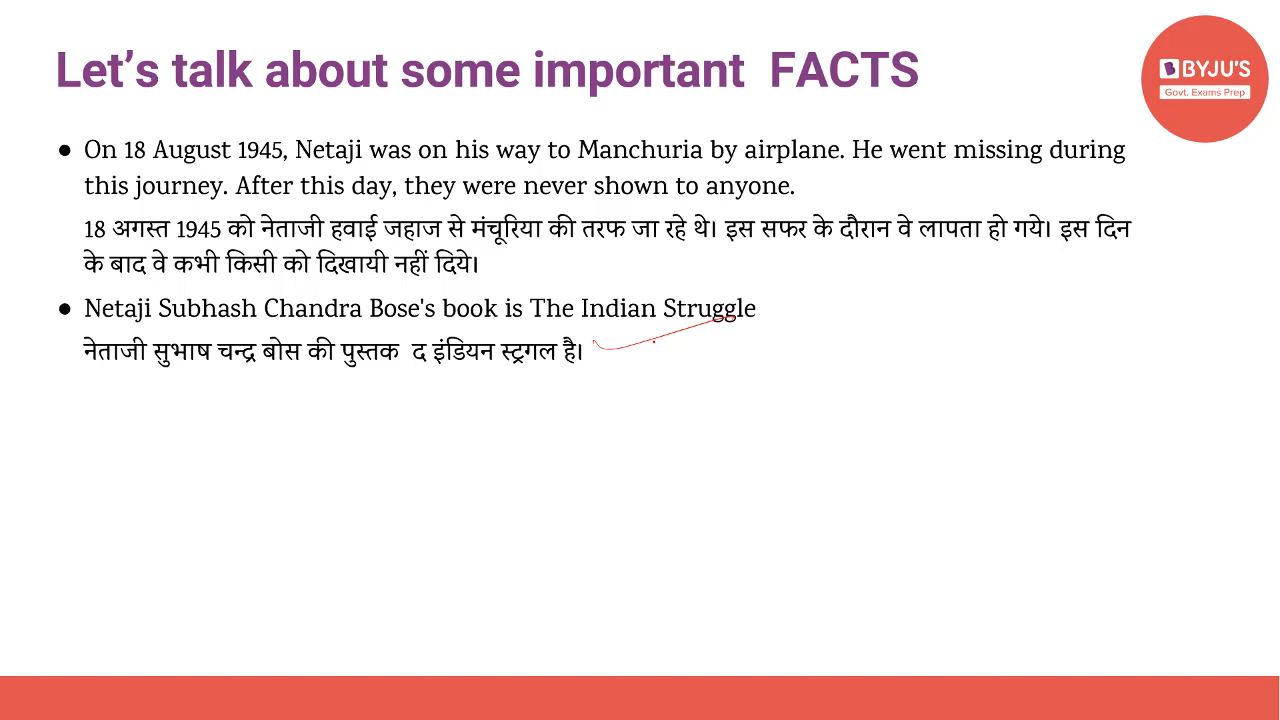 Let’s talk about some important FACTS
BYJU'S
Govt. Exams Prep
● On 18 August 1945, Netaji was on his way to Manchuria by airplane. He went missing during
this journey. After this day, they were never shown to anyone.
18 अगस्त 1945 को नेताजी हवाई जहाज से मंचूरिया की तरफ जा रहे थे। इस सफर के दौरान वे लापता हो गये। इस दिन
के बाद वे कभी किसी को दिखायी नहीं दिये।
● Netaji Subhash Chandra Bose's book is The Indian Struggle
नेताजी सुभाष चन्द्र बोस की पुस्तक द इंडियन स्ट्रगल है।